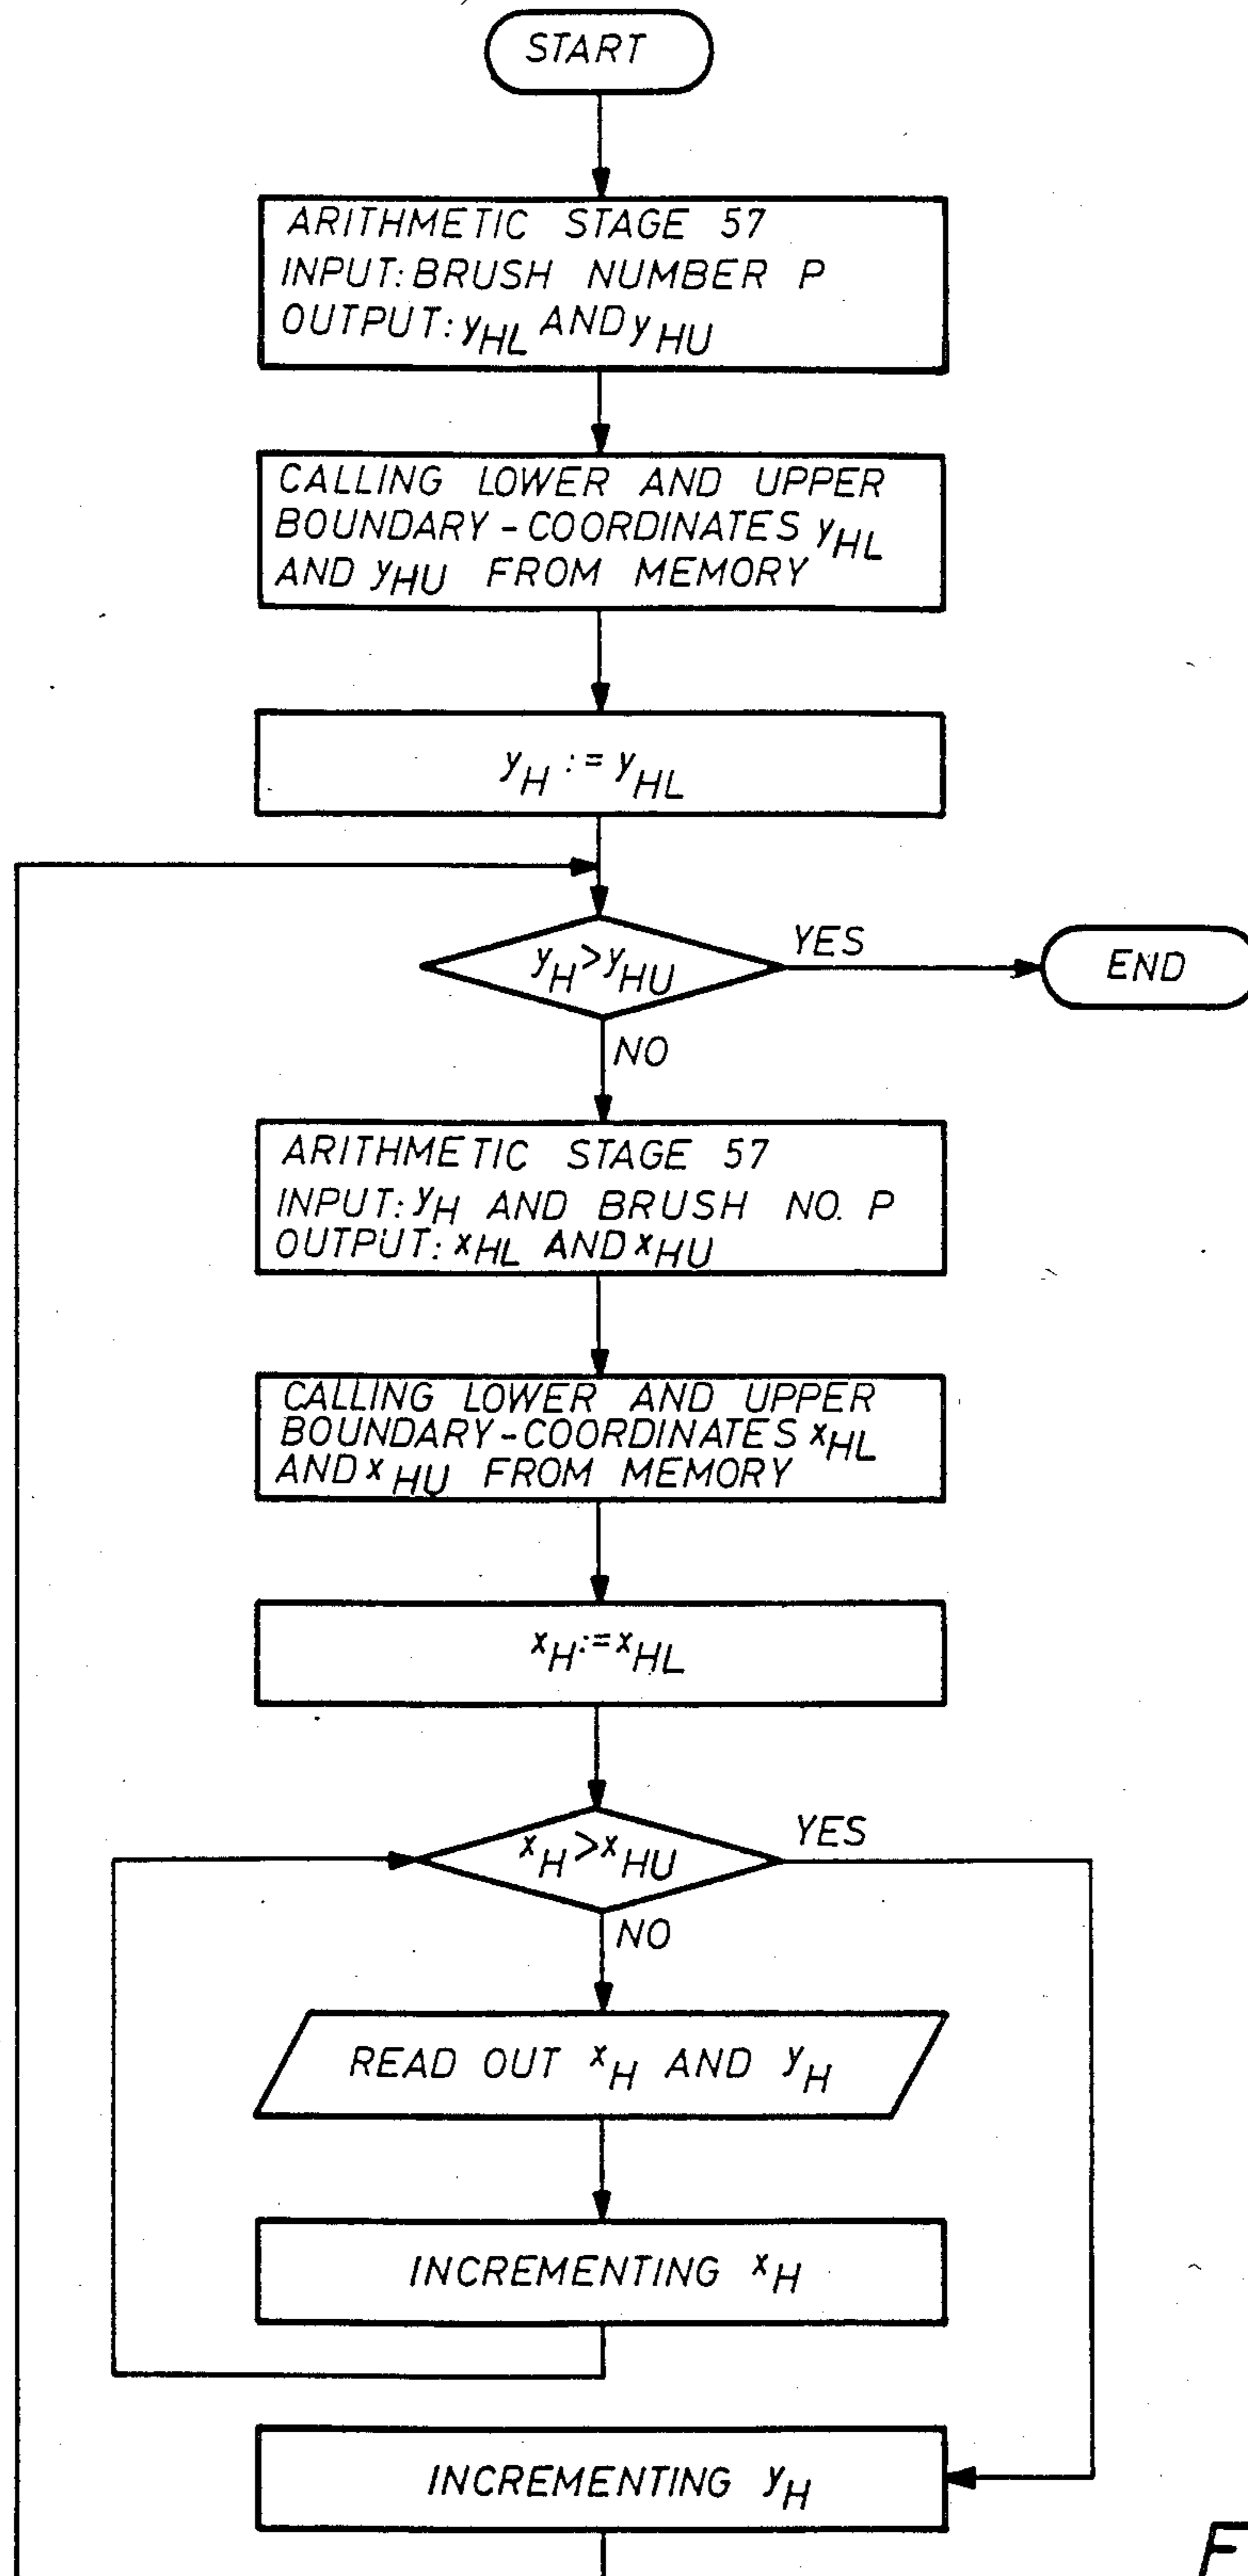 START
ARITHMETIC STAGE 57
INPUT: BRUSH NUMBER P
OUTPUT: yHL AND yHU
CALLING LOWER AND UPPER
BOUNDARY-COORDINATES yHL
AND yHU FROM MEMORY
yH := yHL
yH > yHU
YES
END
NO
ARITHMETIC STAGE 57
INPUT: yH AND BRUSH NO. P
OUTPUT: xHL AND xHU
CALLING LOWER AND UPPER
BOUNDARY-COORDINATES xHL
AND xHU FROM MEMORY
xH := xHL
xH > xHU
YES
NO
READ OUT xH AND yH
INCREMENTING xH
INCREMENTING yH